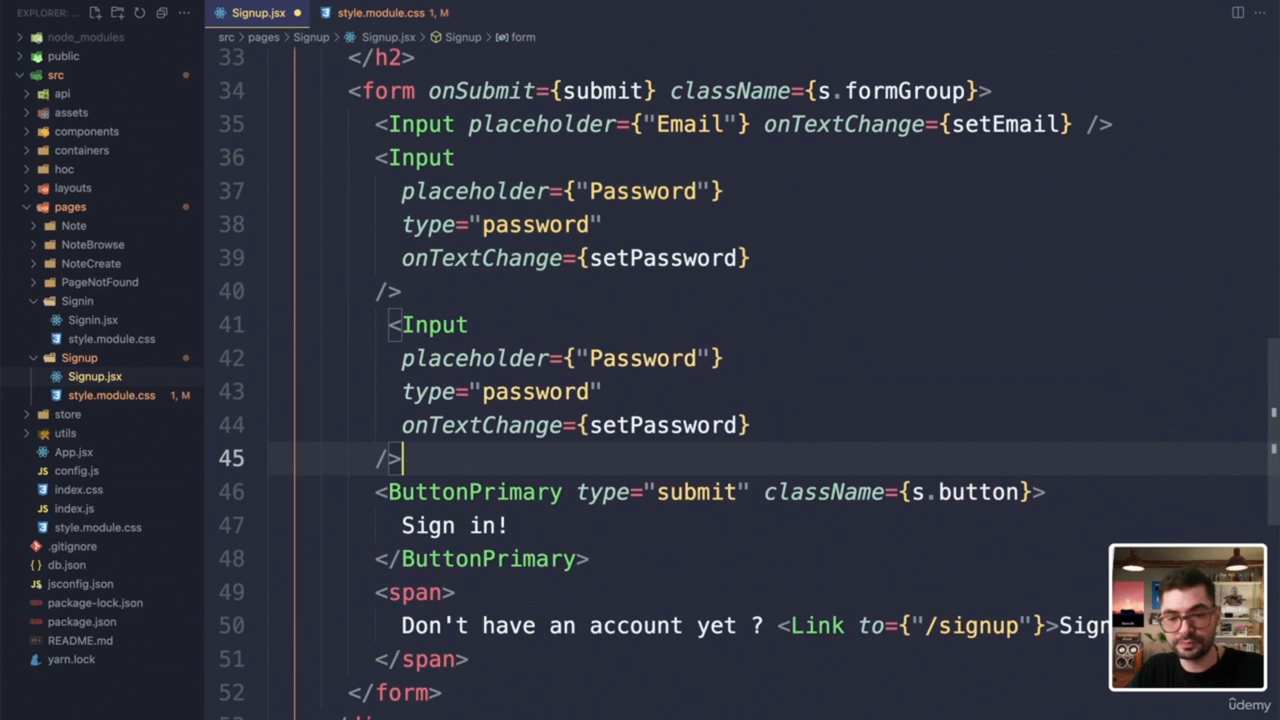 EXPLORER: ...
Signup.jsx
style.module.css 1, M
src > pages > Signup > Signup.jsx > Signup > form
node_modules
public
src
api
assets
components
containers
hoc
layouts
pages
Note
NoteBrowse
NoteCreate
PageNotFound
Signin
Signin.jsx
style.module.css
Signup
Signup.jsx
style.module.css 1, M
store
utils
App.jsx
JS config.js
index.css
JS index.js
style.module.css
.gitignore
{ } db.json
JS jsconfig.json
package-lock.json
package.json
README.md
yarn.lock
33 </h2>
34 <form onSubmit={submit} className={s.formGroup}>
35 <Input placeholder={"Email"} onTextChange={setEmail} />
36 <Input
37 placeholder={"Password"}
38 type="password"
39 onTextChange={setPassword}
40 />
41 <Input
42 placeholder={"Password"}
43 type="password"
44 onTextChange={setPassword}
45 />
46 <ButtonPrimary type="submit" className={s.button}>
47 Sign in!
48 </ButtonPrimary>
49 <span>
50 Don't have an account yet ? <Link to={"/signup"}>Sign
51 </span>
52 </form>
ûdemy